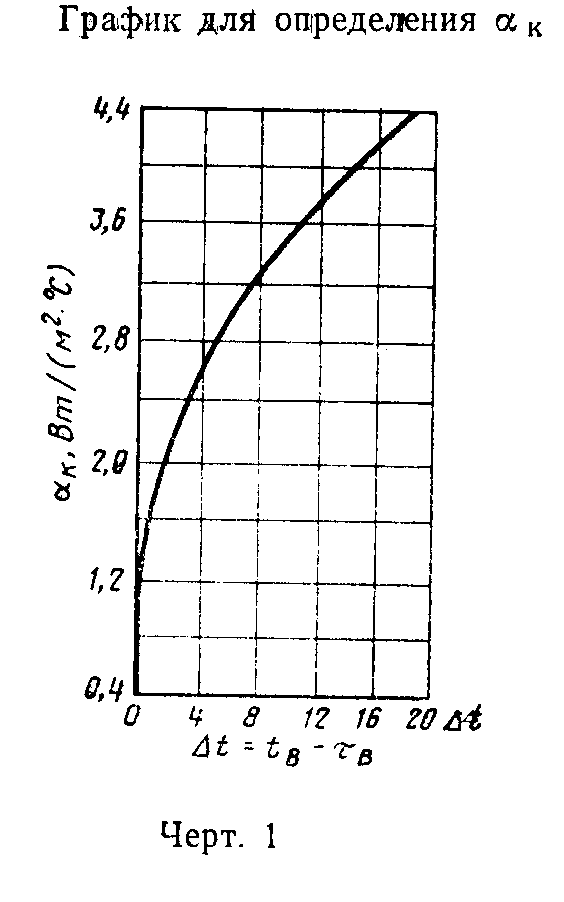 График для определения α к
4,4
3,6
2,8
2,0
1,2
0,4
αк, Вт/(м²·°С)
0 4 8 12 16 20 Δt
Δt = tв - τв
Черт. 1